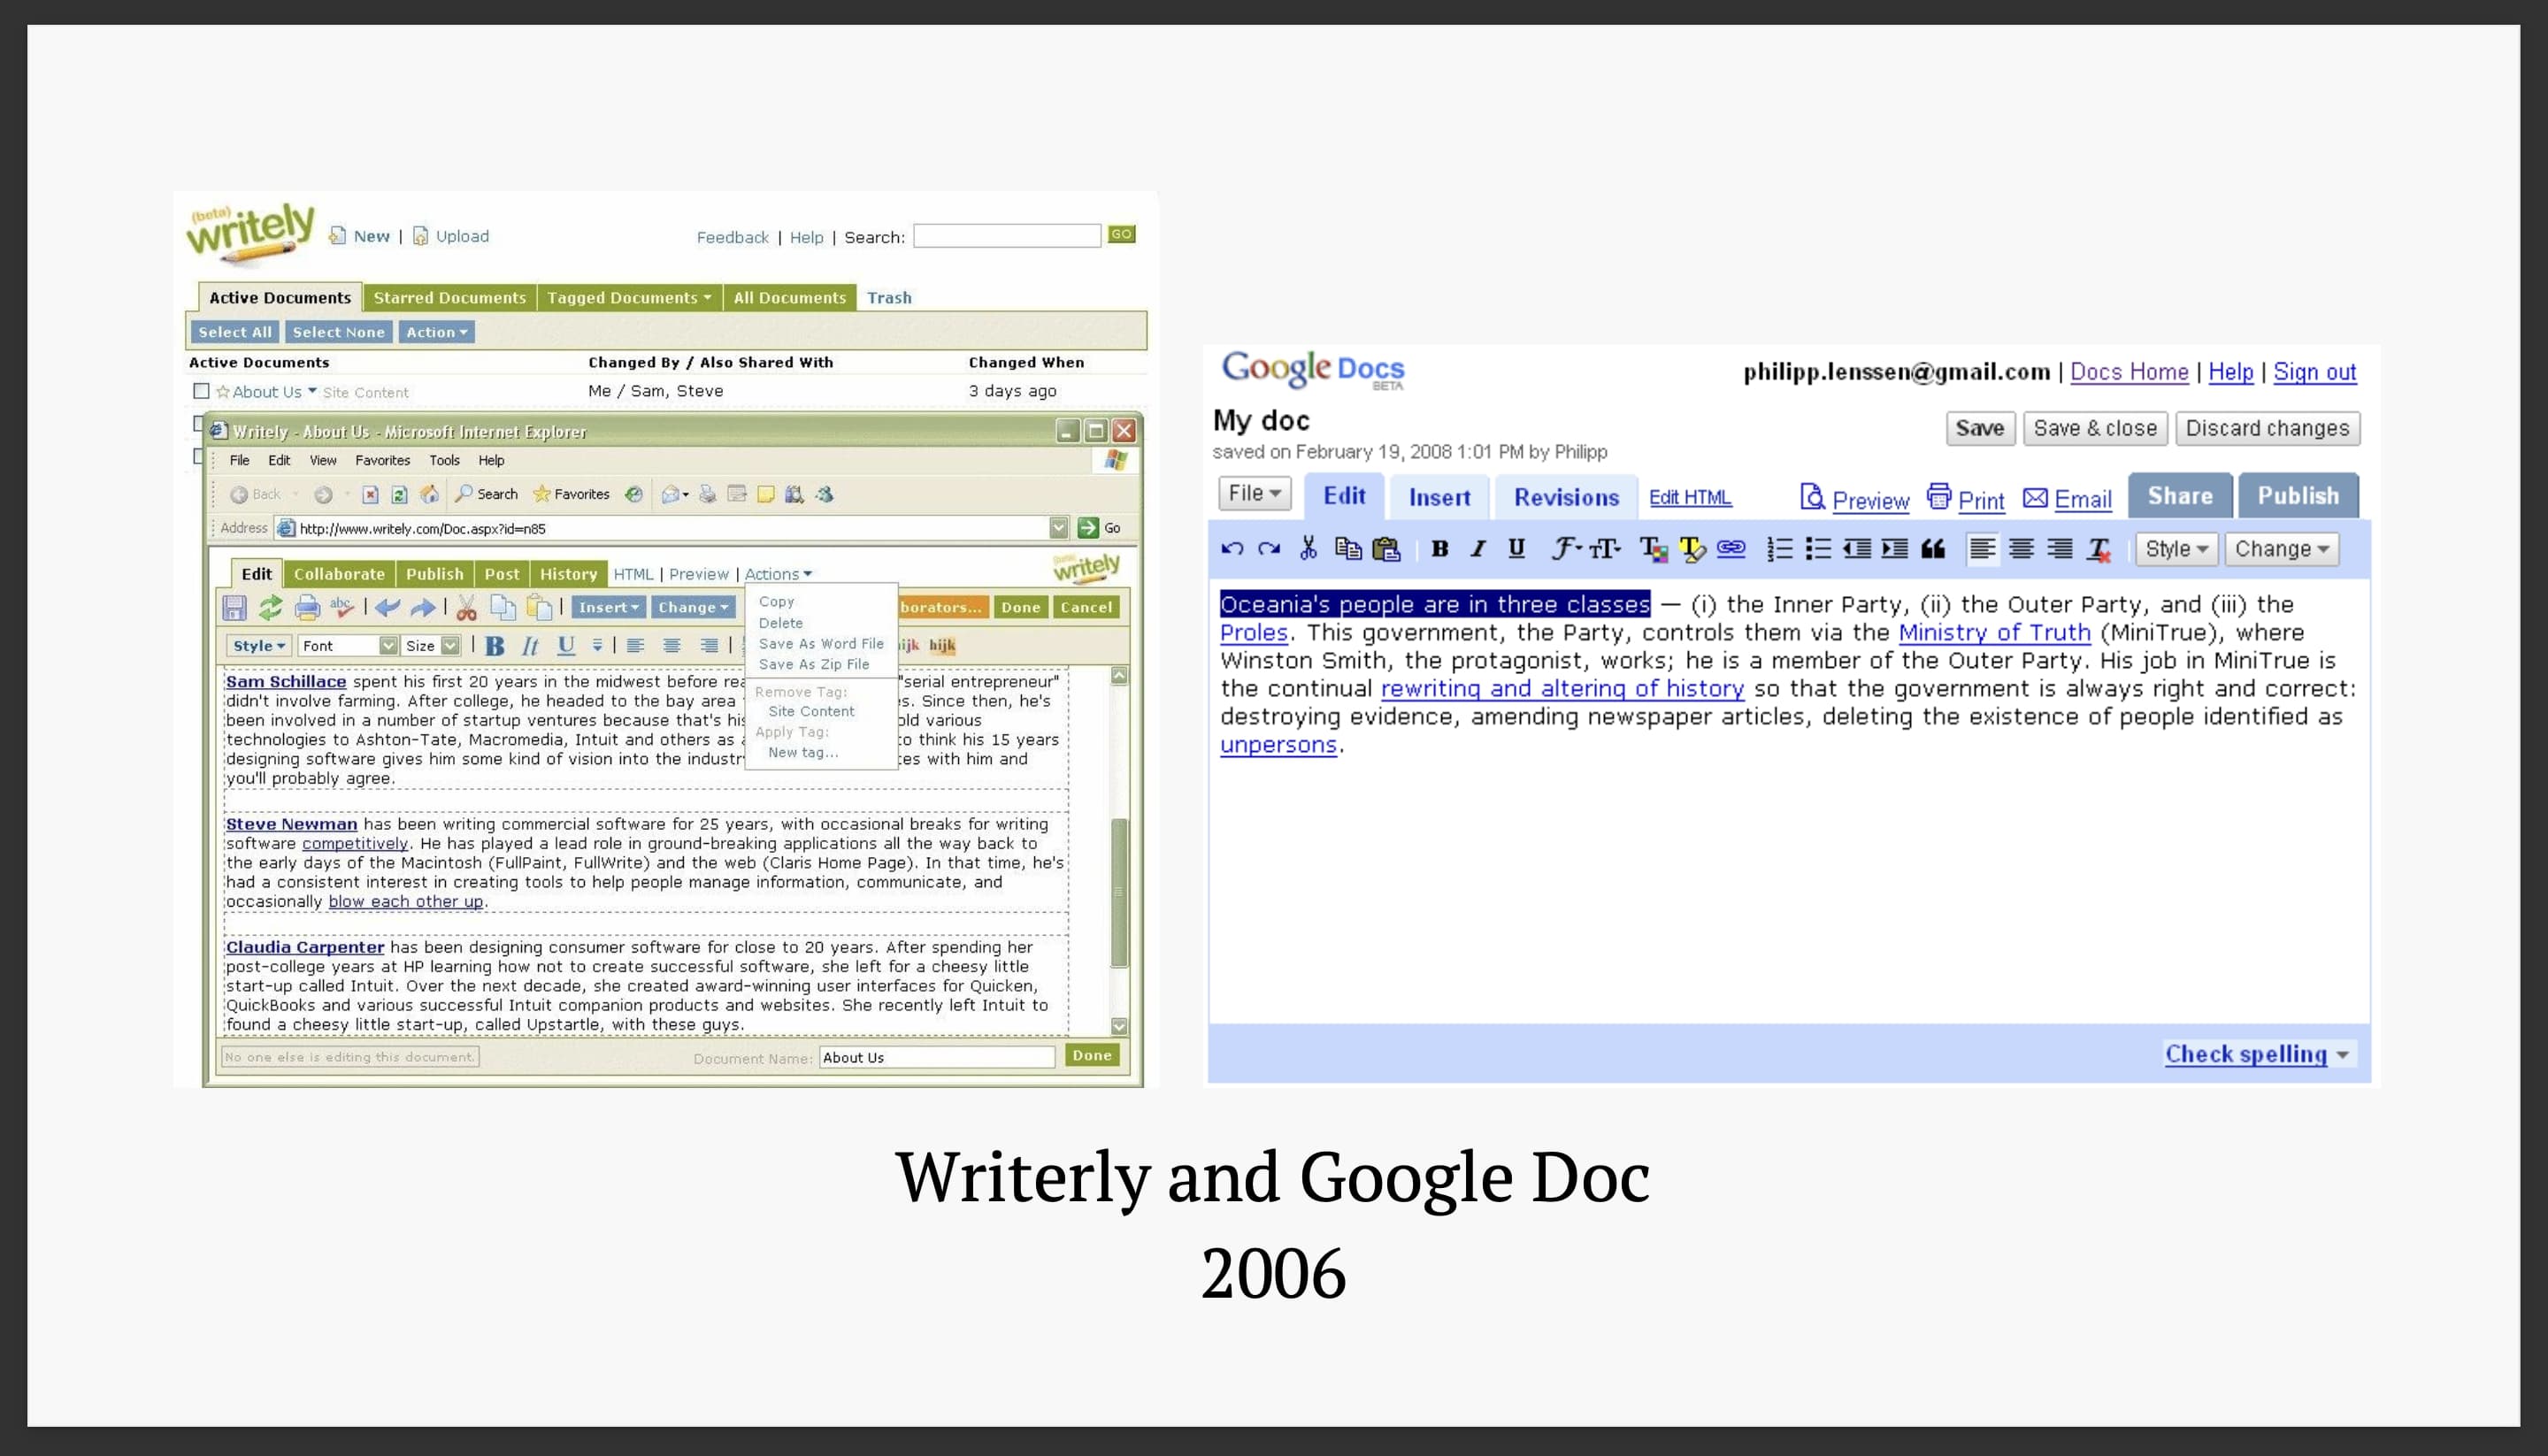 (beta)
writely
New | Upload
Feedback | Help | Search:
GO
Active Documents Starred Documents Tagged Documents All Documents Trash
Select All Select None Action
Active Documents Changed By / Also Shared With Changed When
About Us Site Content Me / Sam, Steve 3 days ago
Writely - About Us - Microsoft Internet Explorer
File Edit View Favorites Tools Help
Back Search Favorites
Address http://www.writely.com/Doc.aspx?id=n85 Go
Edit Collaborate Publish Post History HTML | Preview | Actions
writely
abc Insert Change borators... Done Cancel
Style Font Size B It U ijk hijk
Copy
Delete
Save As Word File
Save As Zip File
Remove Tag:
Site Content
Apply Tag:
New tag...
Sam Schillace spent his first 20 years in the midwest before rea "serial entrepreneur"
didn't involve farming. After college, he headed to the bay area s. Since then, he's
been involved in a number of startup ventures because that's his old various
technologies to Ashton-Tate, Macromedia, Intuit and others as to think his 15 years
designing software gives him some kind of vision into the industr es with him and
you'll probably agree.
Steve Newman has been writing commercial software for 25 years, with occasional breaks for writing
software competitively. He has played a lead role in ground-breaking applications all the way back to
the early days of the Macintosh (FullPaint, FullWrite) and the web (Claris Home Page). In that time, he's
had a consistent interest in creating tools to help people manage information, communicate, and
occasionally blow each other up.
Claudia Carpenter has been designing consumer software for close to 20 years. After spending her
post-college years at HP learning how not to create successful software, she left for a cheesy little
start-up called Intuit. Over the next decade, she created award-winning user interfaces for Quicken,
QuickBooks and various successful Intuit companion products and websites. She recently left Intuit to
found a cheesy little start-up, called Upstartle, with these guys.
No one else is editing this document. Document Name: About Us Done
Google Docs
BETA
philipp.lenssen@gmail.com | Docs Home | Help | Sign out
My doc
saved on February 19, 2008 1:01 PM by Philipp
Save Save & close Discard changes
File Edit Insert Revisions Edit HTML Preview Print Email Share Publish
B I U Style Change
Oceania's people are in three classes — (i) the Inner Party, (ii) the Outer Party, and (iii) the
Proles. This government, the Party, controls them via the Ministry of Truth (MiniTrue), where
Winston Smith, the protagonist, works; he is a member of the Outer Party. His job in MiniTrue is
the continual rewriting and altering of history so that the government is always right and correct:
destroying evidence, amending newspaper articles, deleting the existence of people identified as
unpersons.
Check spelling
Writerly and Google Doc
2006